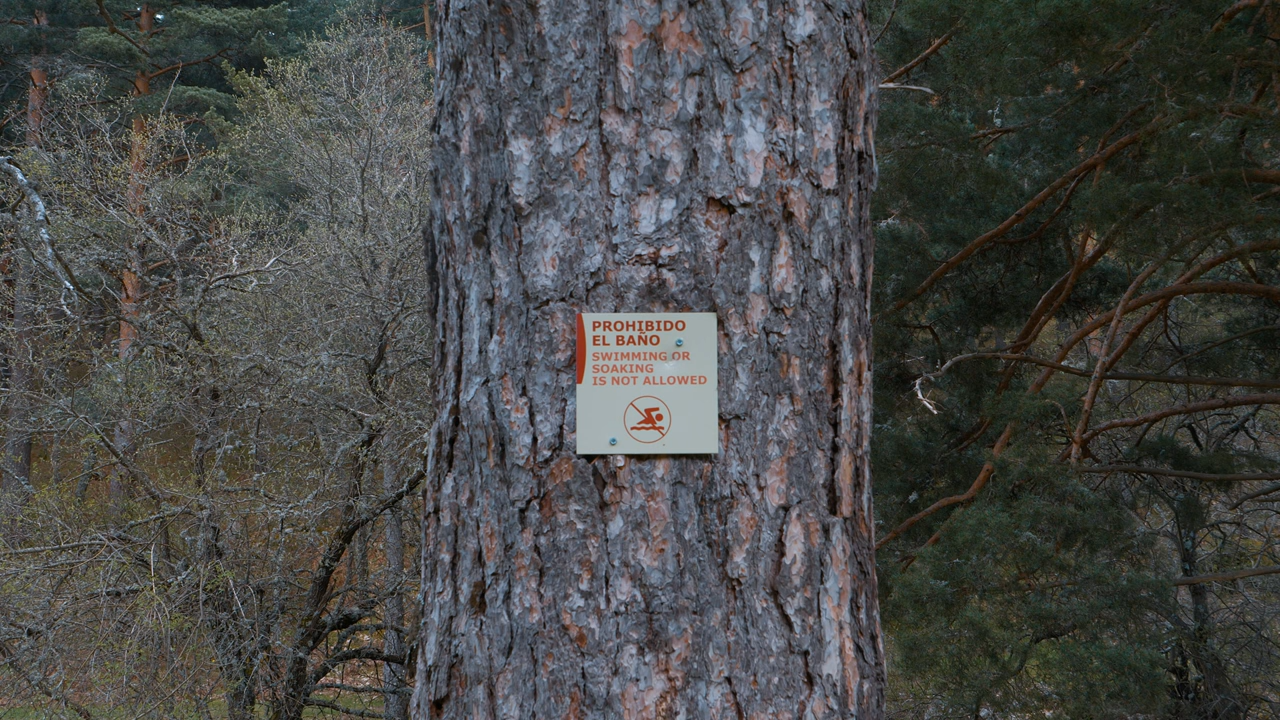 PROHIBIDO
EL BAÑO
SWIMMING OR
SOAKING
IS NOT ALLOWED